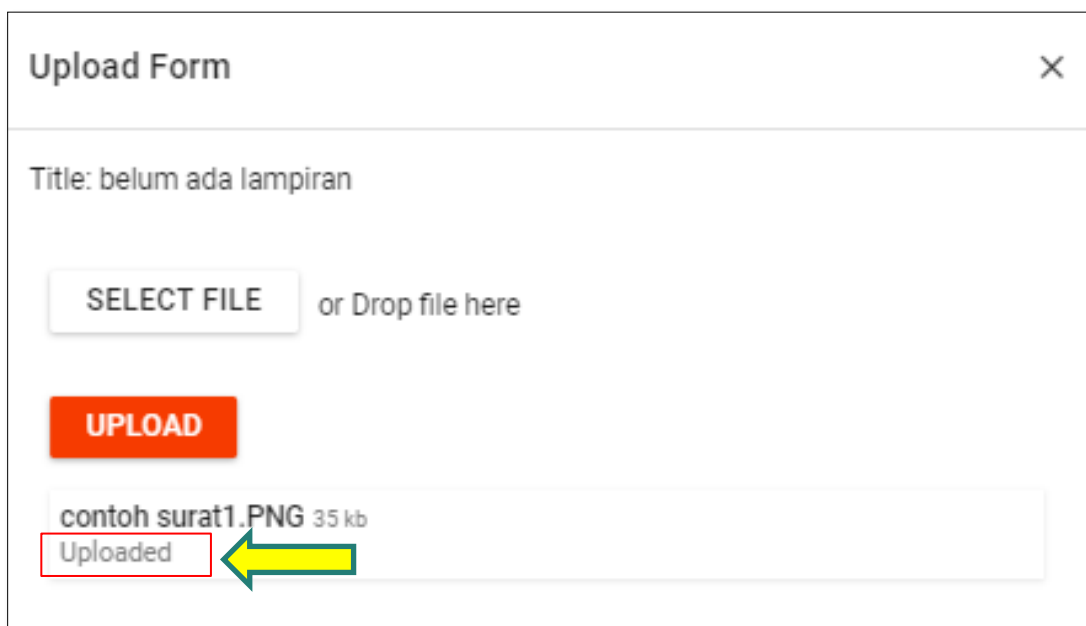 Upload Form
Title: belum ada lampiran
SELECT FILE or Drop file here
UPLOAD
contoh surat1.PNG 35 kb
Uploaded